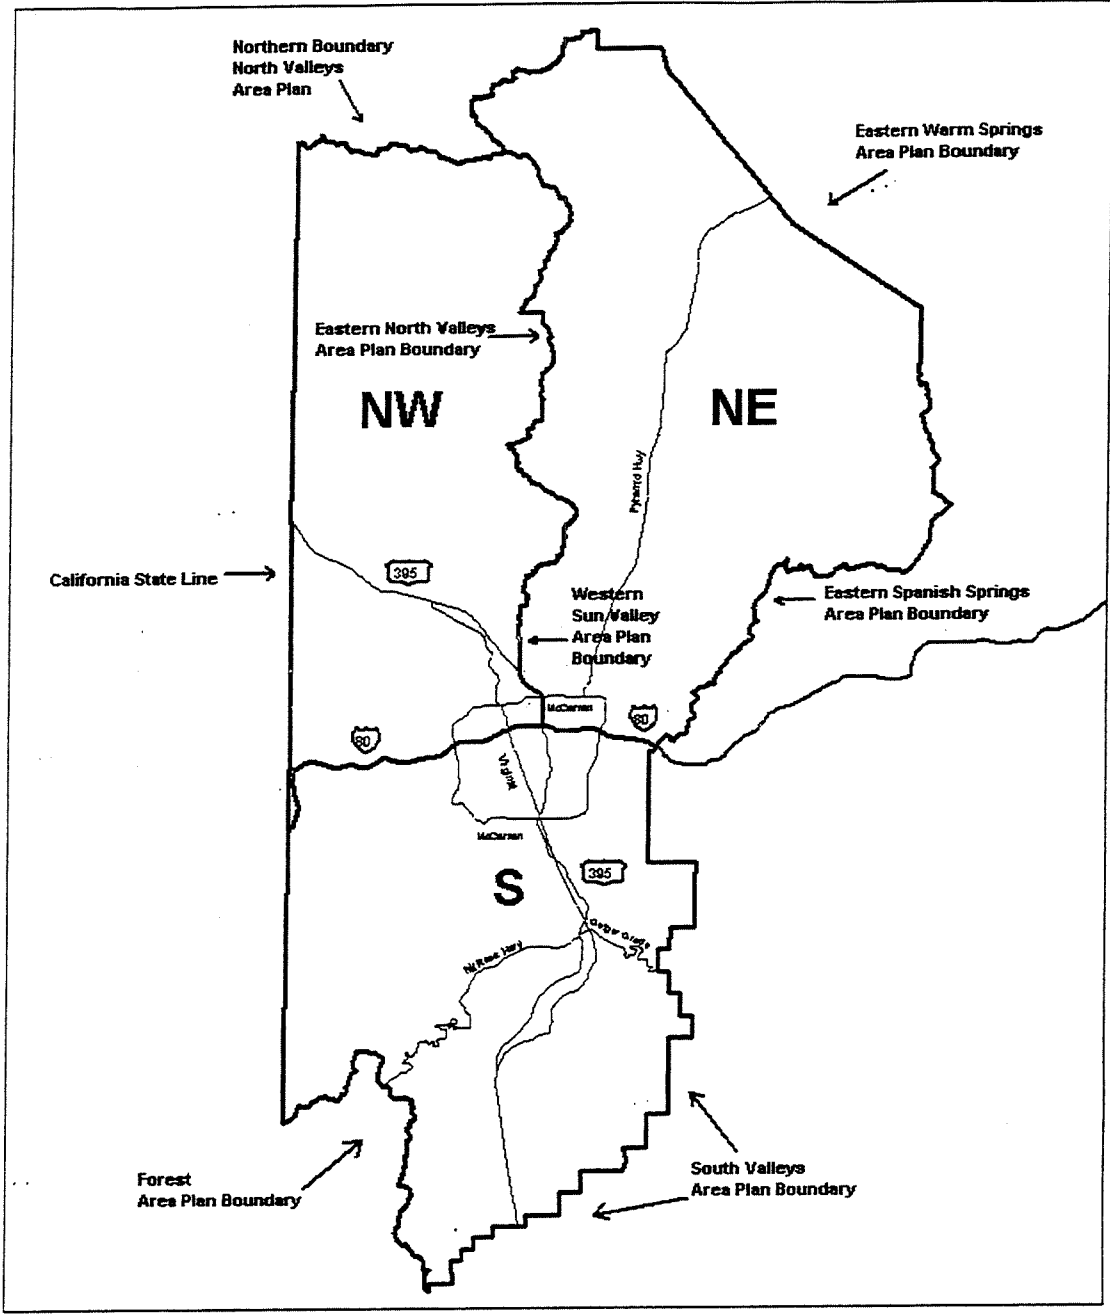 Northern Boundary
North Valleys
Area Plan
Eastern Warm Springs
Area Plan Boundary
Eastern North Valleys
Area Plan Boundary
NW
NE
Pyramid Hwy
California State Line
395
Western
Sun Valley
Area Plan
Boundary
Eastern Spanish Springs
Area Plan Boundary
McCarran
80
80
Virginia
McCarran
395
S
Geiger Grade
Mt Rose Hwy
Forest
Area Plan Boundary
South Valleys
Area Plan Boundary